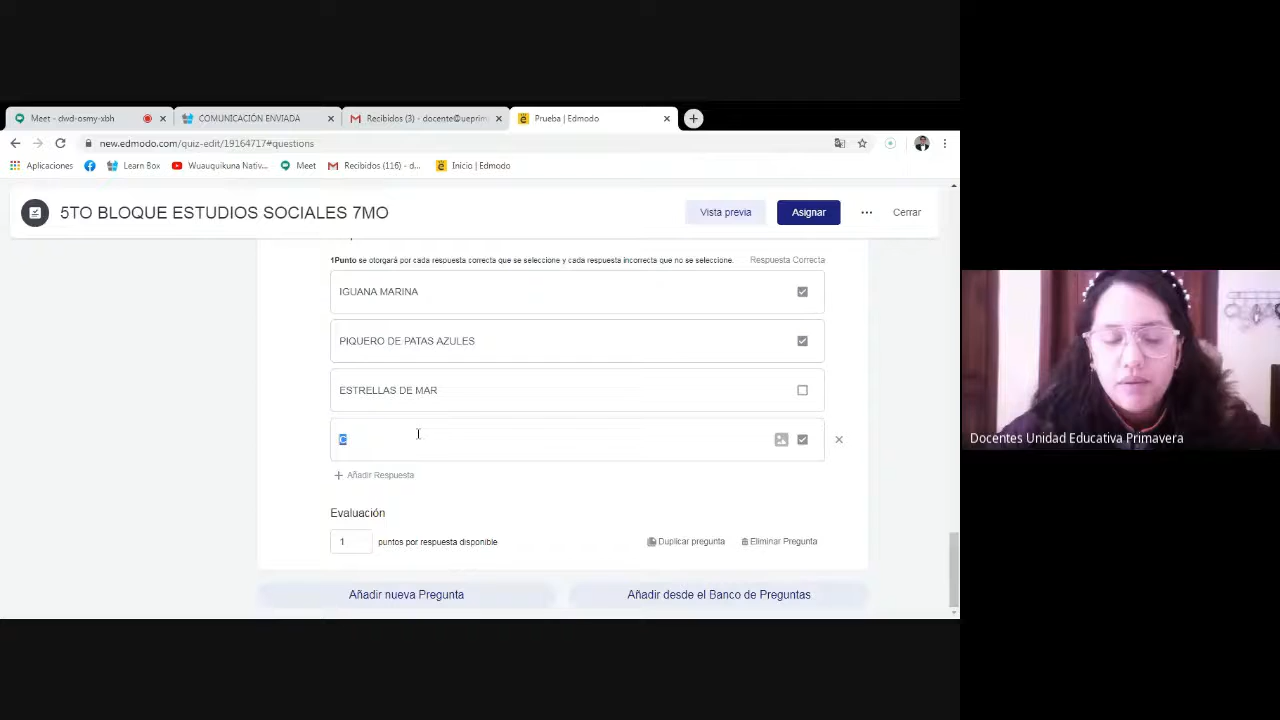 Meet - dwd-osmy-xbh
COMUNICACIÓN ENVIADA
Recibidos (3) - docente@ueprim
Prueba | Edmodo
new.edmodo.com/quiz-edit/19164717#questions
Aplicaciones
Learn Box
Wuauquikuna Nativ...
Meet
Recibidos (116) - d...
Inicio | Edmodo
5TO BLOQUE ESTUDIOS SOCIALES 7MO
Vista previa
Asignar
Cerrar
1Punto se otorgará por cada respuesta correcta que se seleccione y cada respuesta incorrecta que no se seleccione.
Respuesta Correcta
IGUANA MARINA
PIQUERO DE PATAS AZULES
ESTRELLAS DE MAR
C
Añadir Respuesta
Evaluación
1 puntos por respuesta disponible
Duplicar pregunta
Eliminar Pregunta
Añadir nueva Pregunta
Añadir desde el Banco de Preguntas
Docentes Unidad Educativa Primavera